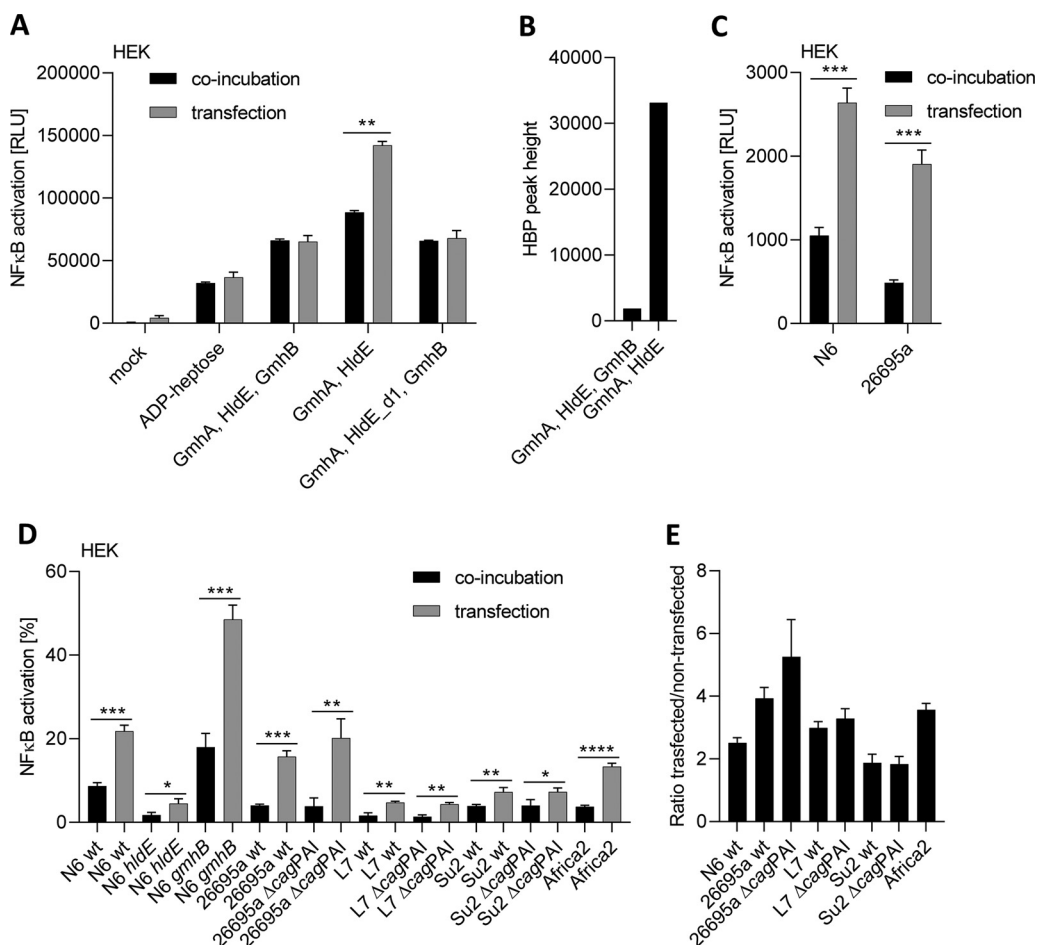 A
HEK
co-incubation
transfection
NFκB activation [RLU]
200000
150000
100000
50000
0
**
mock
ADP-heptose
GmhA, HldE, GmhB
GmhA, HldE
GmhA, HldE_d1, GmhB
B
HBP peak height
40000
30000
20000
10000
0
GmhA, HldE, GmhB
GmhA, HldE
C
HEK
co-incubation
transfection
NFκB activation [RLU]
3000
2000
1000
0
***
***
N6
26695a
D
HEK
co-incubation
transfection
NFκB activation [%]
60
40
20
0
***
*
***
***
**
**
**
**
*
****
N6 wt
N6 wt
N6 hldE
N6 hldE
N6 gmhB
N6 gmhB
26695a wt
26695a wt
26695a ΔcagPAI
26695a ΔcagPAI
L7 wt
L7 wt
L7 ΔcagPAI
L7 ΔcagPAI
Su2 wt
Su2 wt
Su2 ΔcagPAI
Su2 ΔcagPAI
Africa2
Africa2
E
Ratio trasfected/non-transfected
8
6
4
2
0
N6 wt
26695a wt
26695a ΔcagPAI
L7 wt
L7 ΔcagPAI
Su2 wt
Su2 ΔcagPAI
Africa2